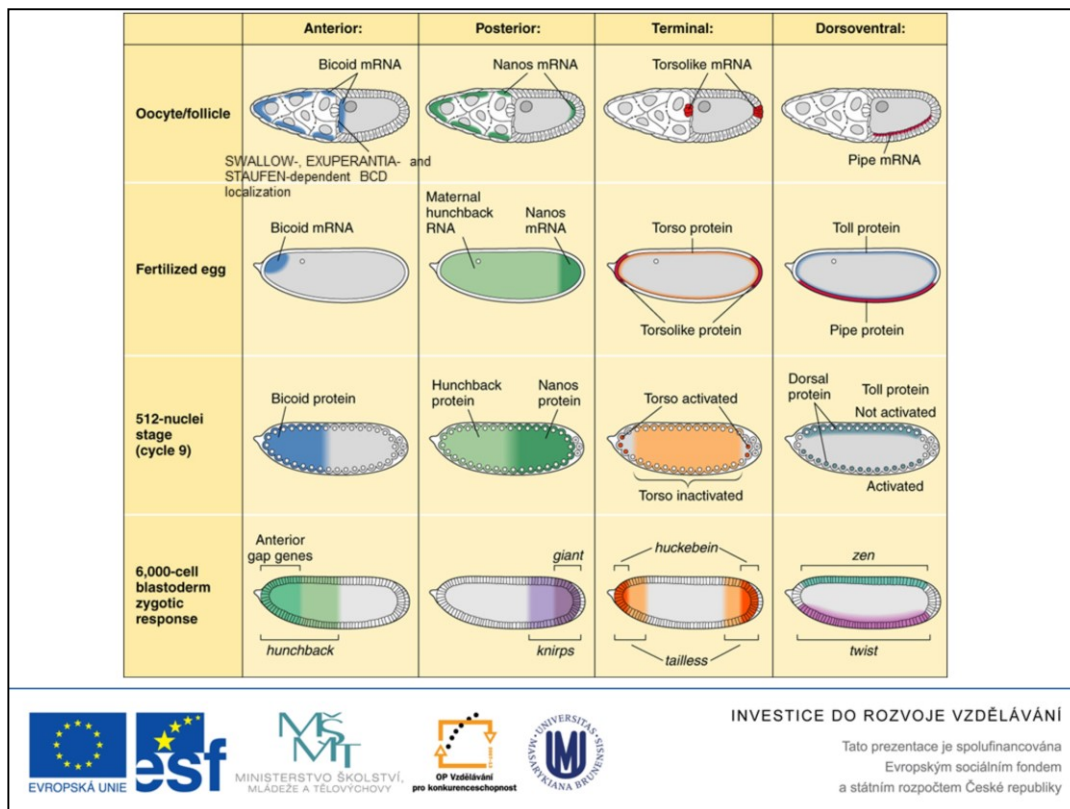 Anterior:
Posterior:
Terminal:
Dorsoventral:
Oocyte/follicle
Bicoid mRNA
SWALLOW-, EXUPERANTIA- and
STAUFEN-dependent BCD
localization
Nanos mRNA
Torsolike mRNA
Pipe mRNA
Fertilized egg
Bicoid mRNA
Maternal
hunchback
RNA
Nanos
mRNA
Torso protein
Torsolike protein
Toll protein
Pipe protein
512-nuclei
stage
(cycle 9)
Bicoid protein
Hunchback
protein
Nanos
protein
Torso activated
Torso inactivated
Dorsal
protein
Toll protein
Not activated
Activated
6,000-cell
blastoderm
zygotic
response
Anterior
gap genes
hunchback
giant
knirps
huckebein
tailless
zen
twist
EVROPSKÁ UNIE
esf
MŠMT
MINISTERSTVO ŠKOLSTVÍ,
MLÁDEŽE A TĚLOVÝCHOVY
OP Vzdělávání
pro konkurenceschopnost
UNIVERSITAS
MASARYKIANA BRUNENSIS
INVESTICE DO ROZVOJE VZDĚLÁVÁNÍ
Tato prezentace je spolufinancována
Evropským sociálním fondem
a státním rozpočtem České republiky